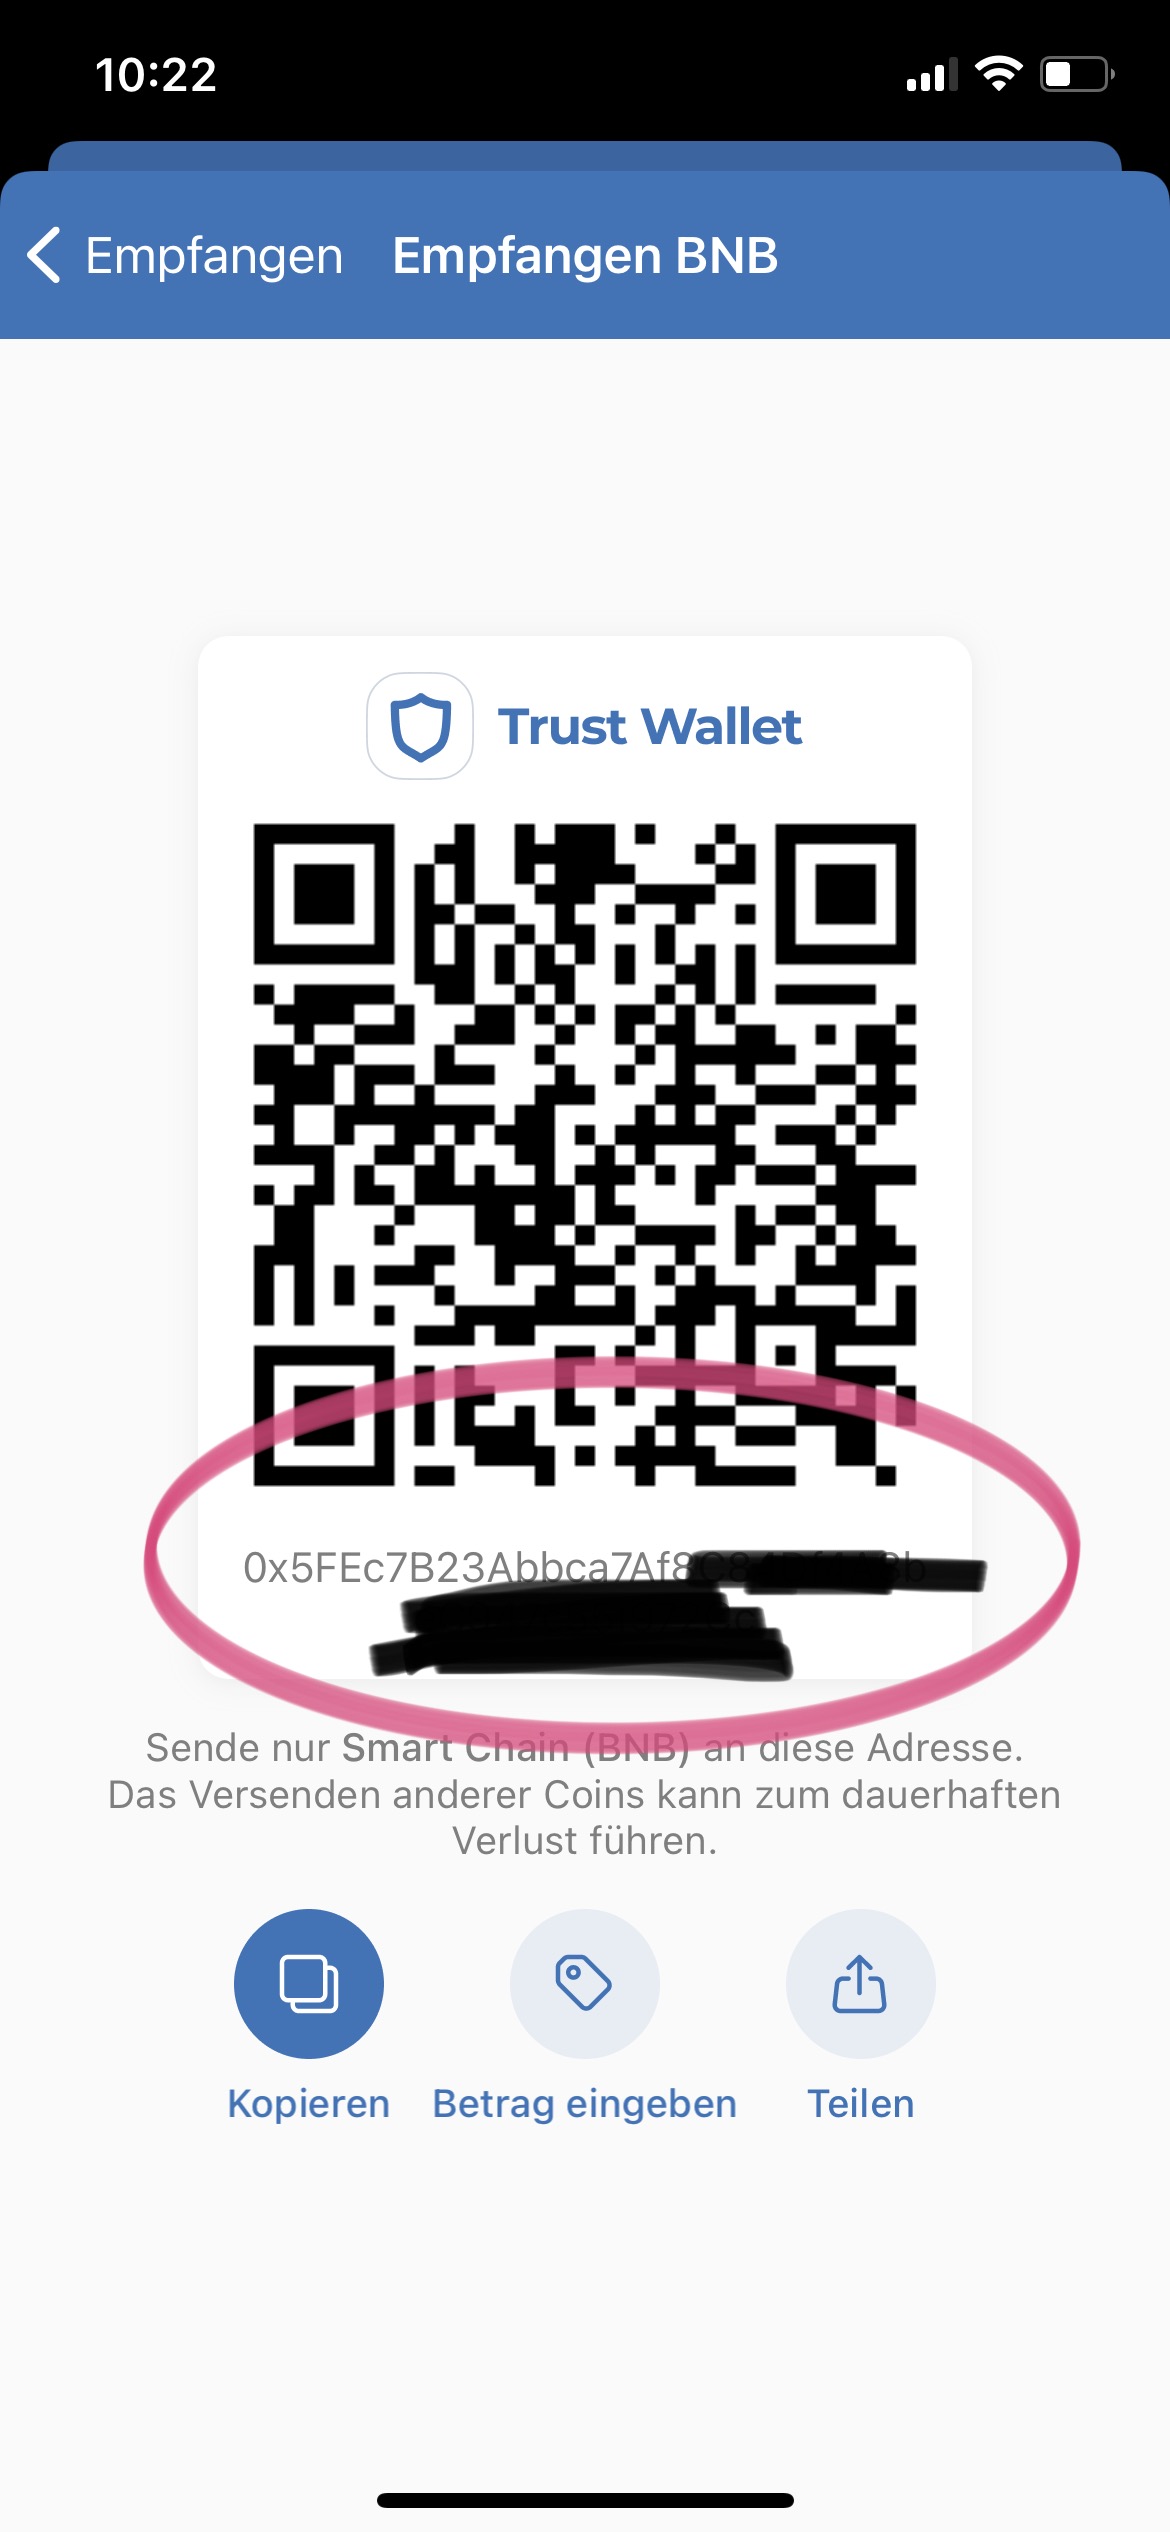 10:22
Empfangen Empfangen BNB
Trust Wallet
0x5FEc7B23Abbca7Af8
Sende nur Smart Chain (BNB) an diese Adresse.
Das Versenden anderer Coins kann zum dauerhaften
Verlust führen.
Kopieren Betrag eingeben Teilen